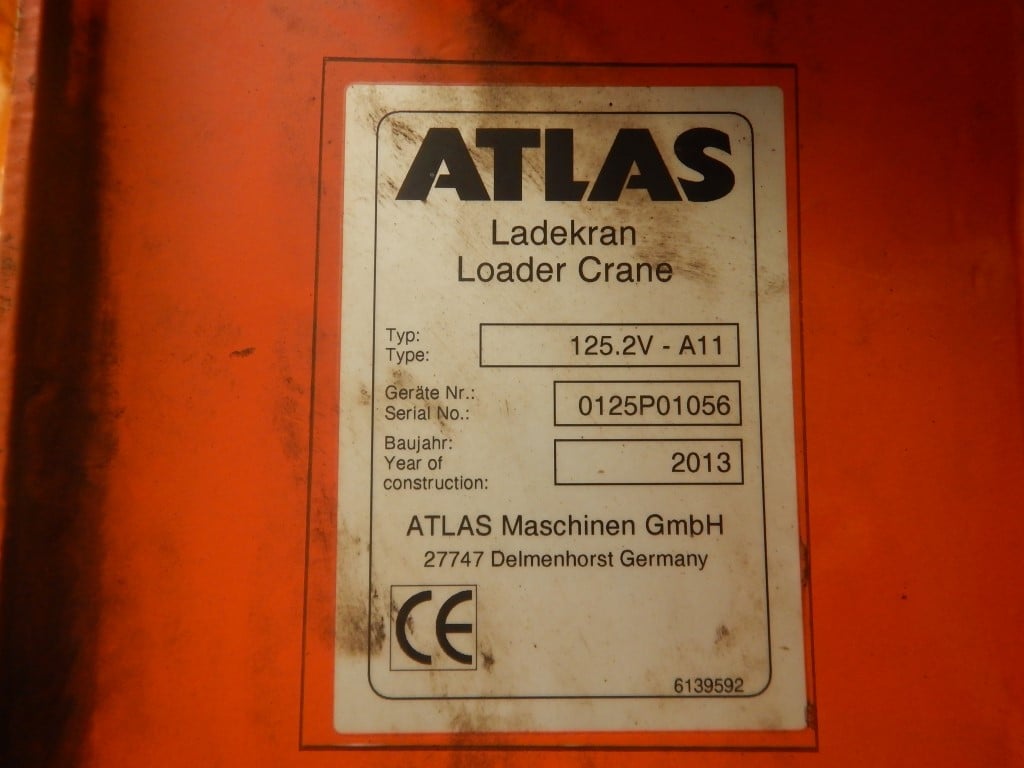 ATLAS
Ladekran
Loader Crane
Typ:
Type:
125.2V - A11
Geräte Nr.:
Serial No.:
0125P01056
Baujahr:
Year of
construction:
2013
ATLAS Maschinen GmbH
27747 Delmenhorst Germany
CE
6139592